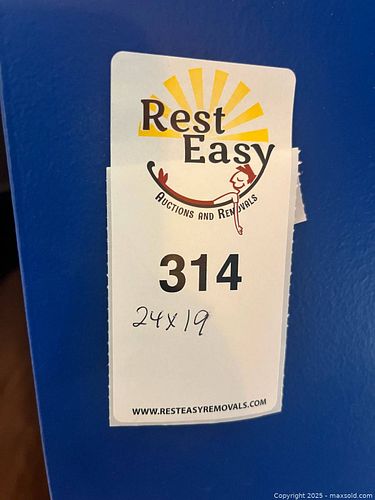 Rest
Easy
AUCTIONS AND REMOVALS
314
24x19
WWW.RESTEASYREMOVALS.COM
Copyright 2025 - maxsold.com